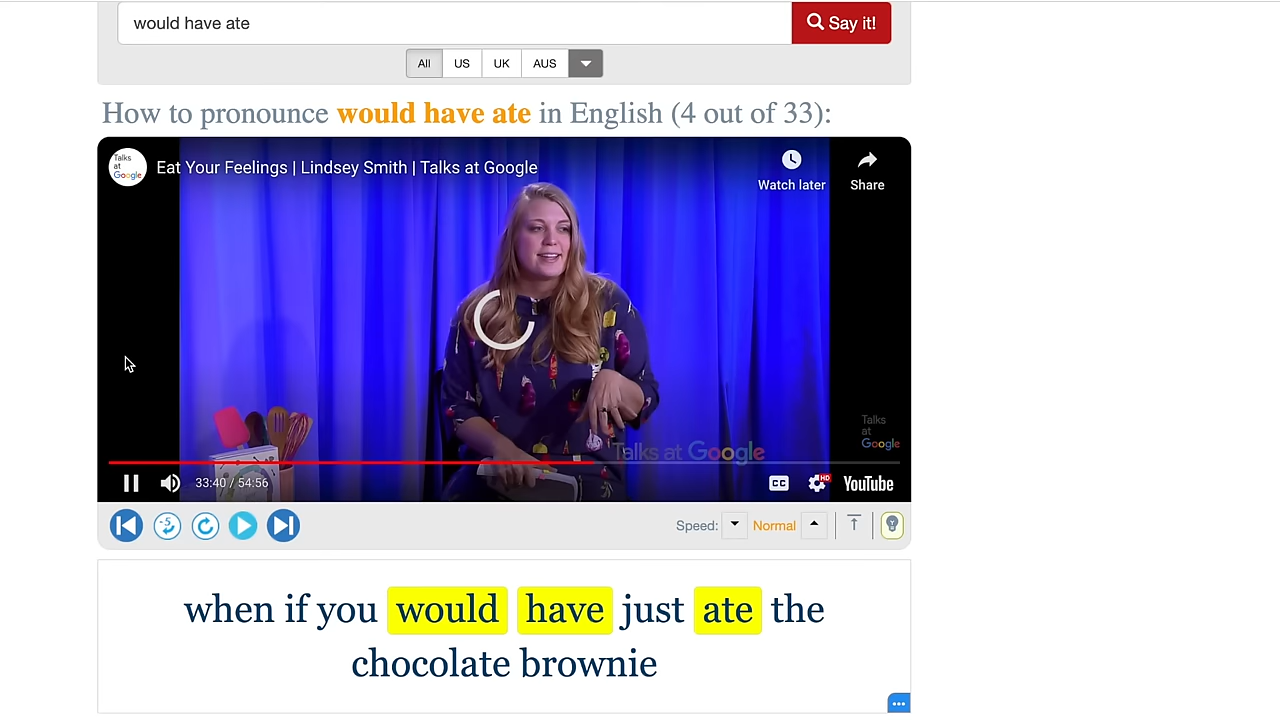 would have ate
Say it!
All US UK AUS
How to pronounce would have ate in English (4 out of 33):
Talks at Google
Eat Your Feelings | Lindsey Smith | Talks at Google
Watch later
Share
Talks at Google
Talks at Google
33:40 / 54:56
CC
HD
YouTube
-5
Speed: Normal
when if you would have just ate the
chocolate brownie